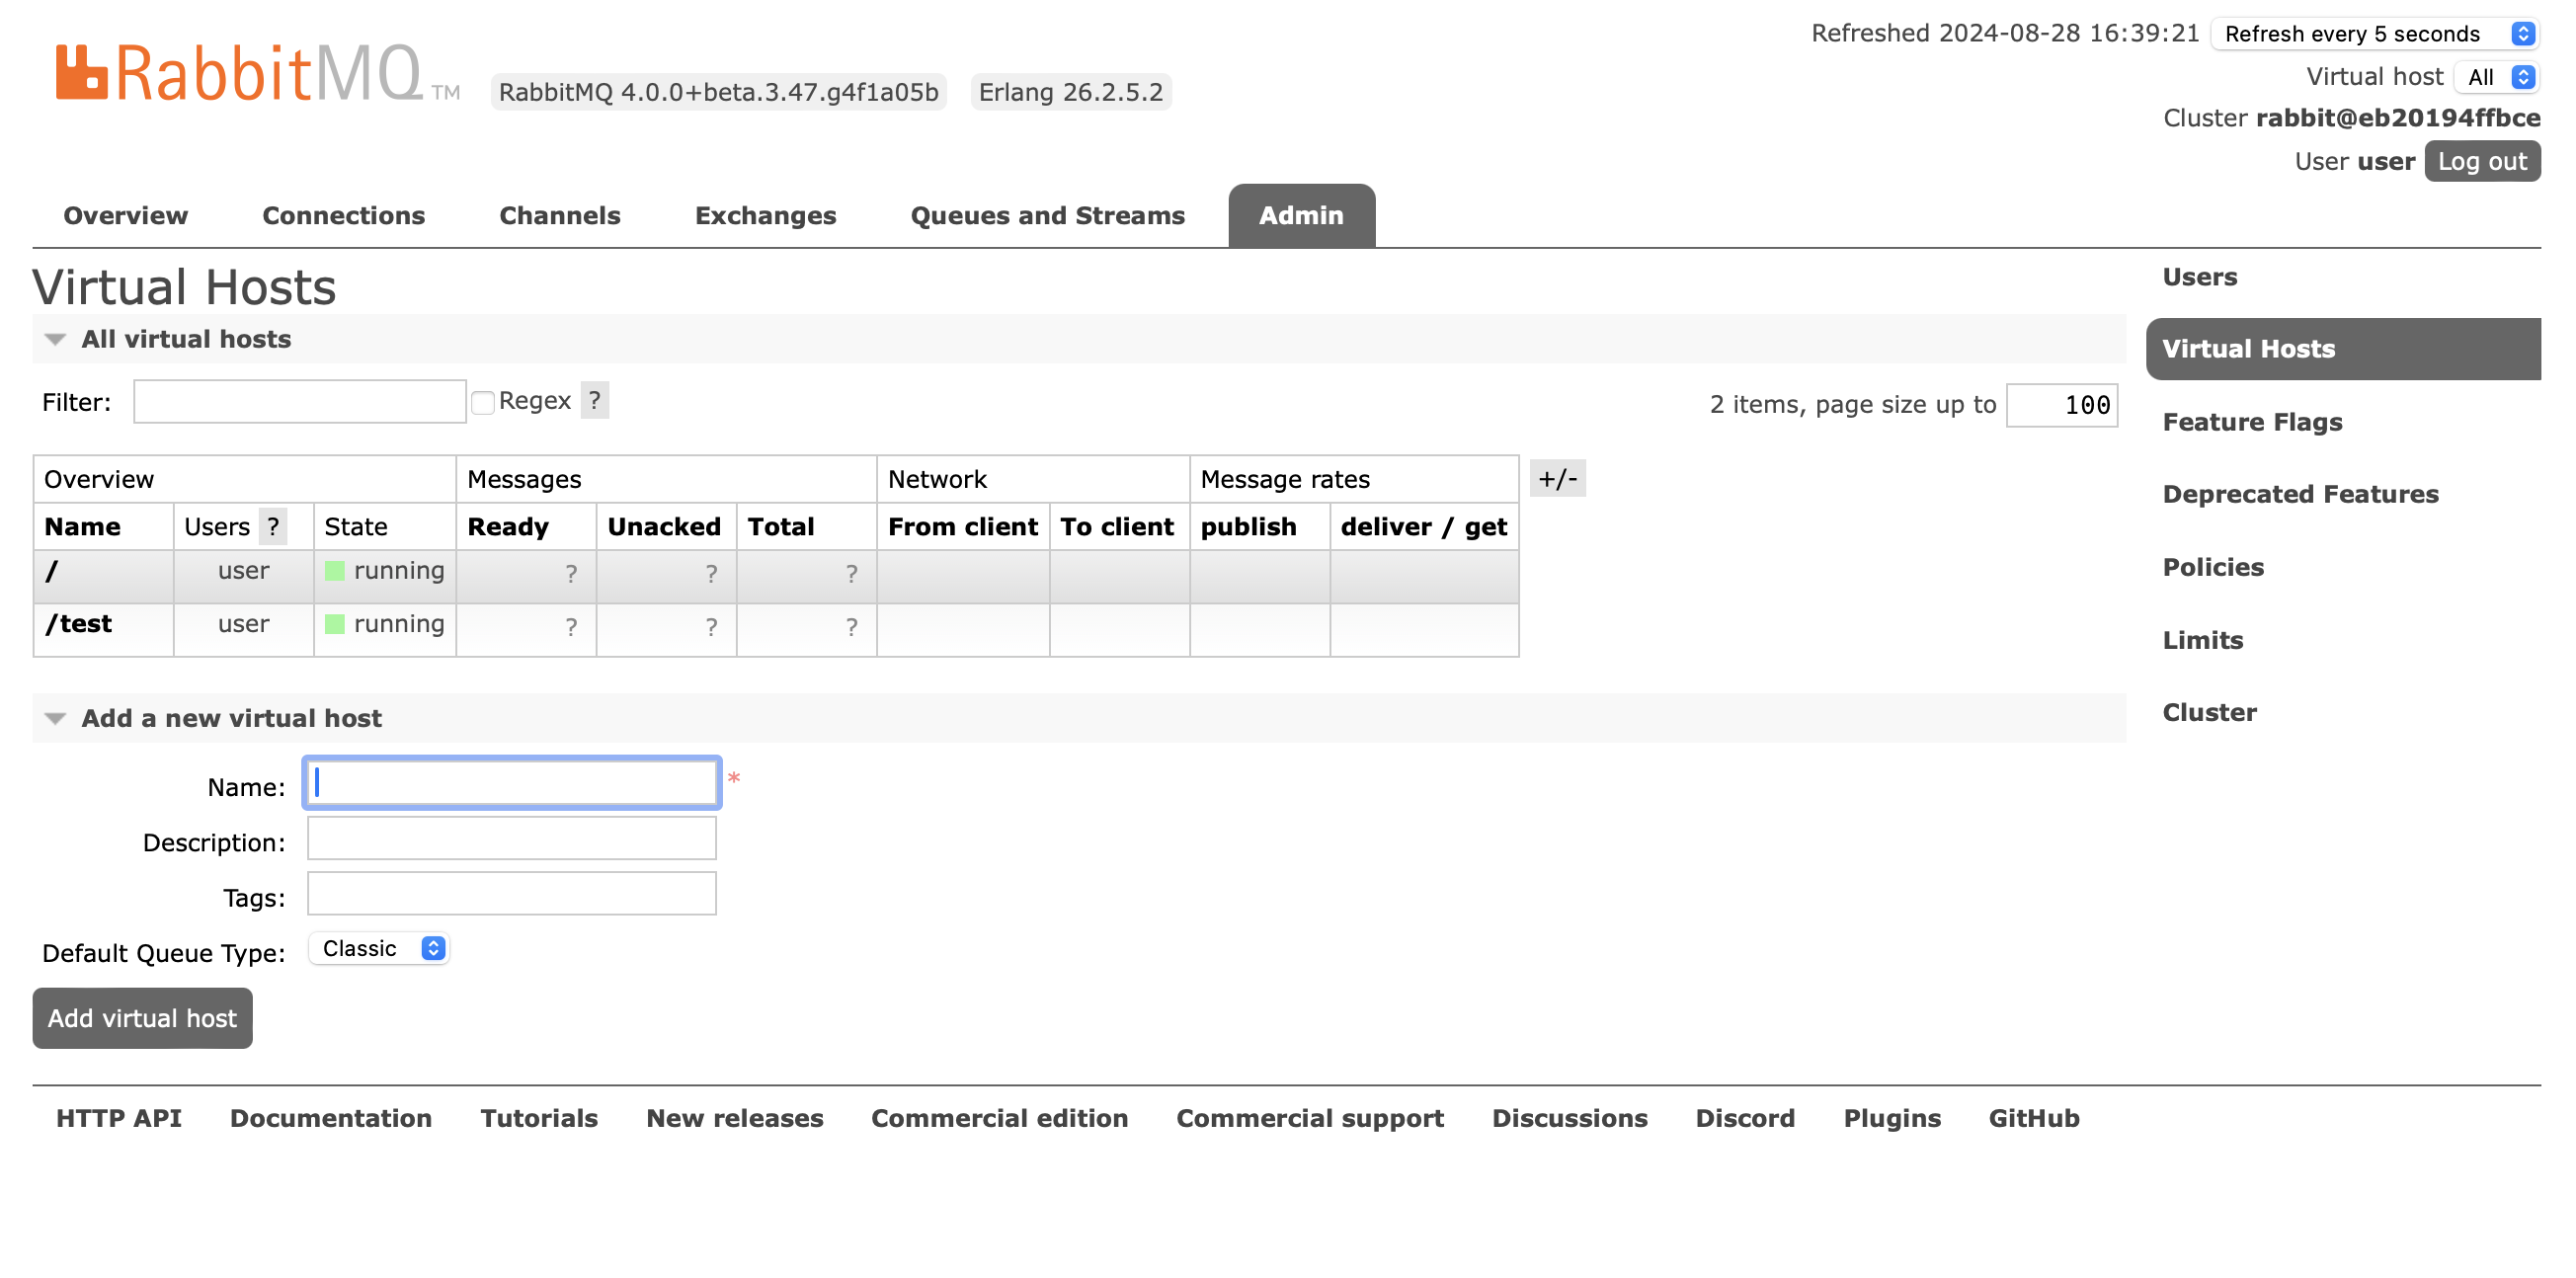 Refreshed 2024-08-28 16:39:21 Refresh every 5 seconds
RabbitMQ TM RabbitMQ 4.0.0+beta.3.47.g4f1a05b Erlang 26.2.5.2
Virtual host All
Cluster rabbit@eb20194ffbce
User user Log out
Overview Connections Channels Exchanges Queues and Streams Admin
Virtual Hosts
All virtual hosts
Filter: Regex ? 2 items, page size up to 100
Overview Messages Network Message rates +/-
Name Users ? State Ready Unacked Total From client To client publish deliver / get
/ user running ? ? ?
/test user running ? ? ?
Add a new virtual host
Name: *
Description:
Tags:
Default Queue Type: Classic
Add virtual host
Users
Virtual Hosts
Feature Flags
Deprecated Features
Policies
Limits
Cluster
HTTP API Documentation Tutorials New releases Commercial edition Commercial support Discussions Discord Plugins GitHub